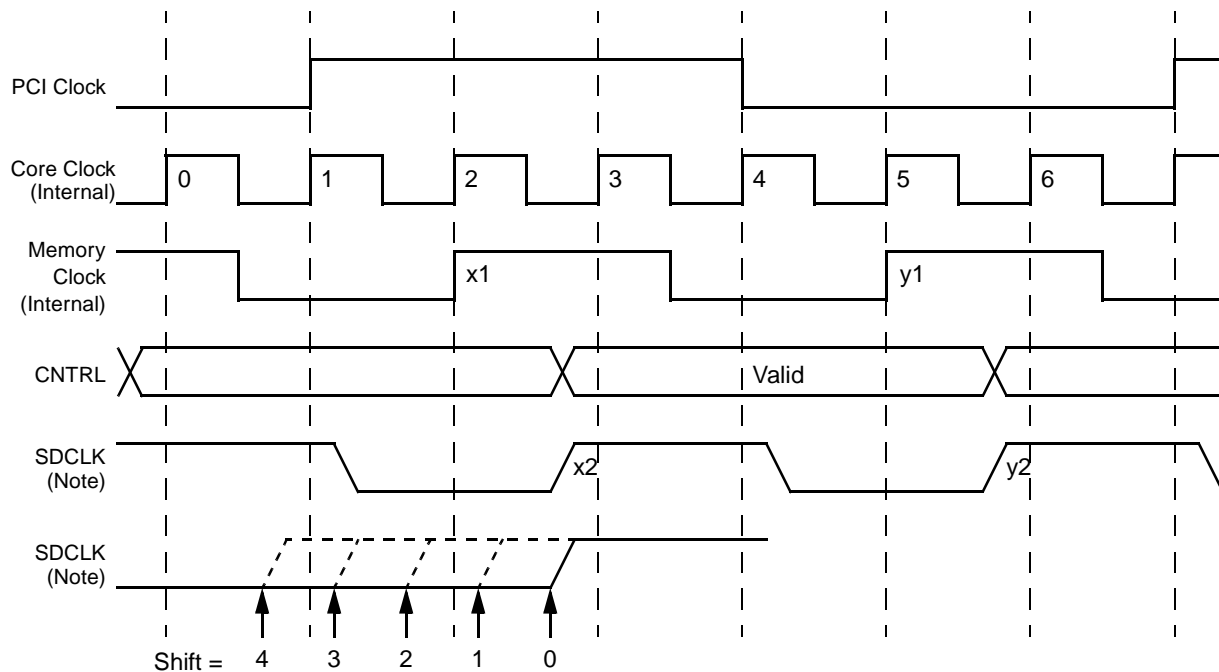 PCI Clock
Core Clock
(Internal)
0 1 2 3 4 5 6
Memory
Clock
(Internal)
x1 y1
CNTRL
Valid
SDCLK
(Note)
x2 y2
SDCLK
(Note)
Shift = 4 3 2 1 0